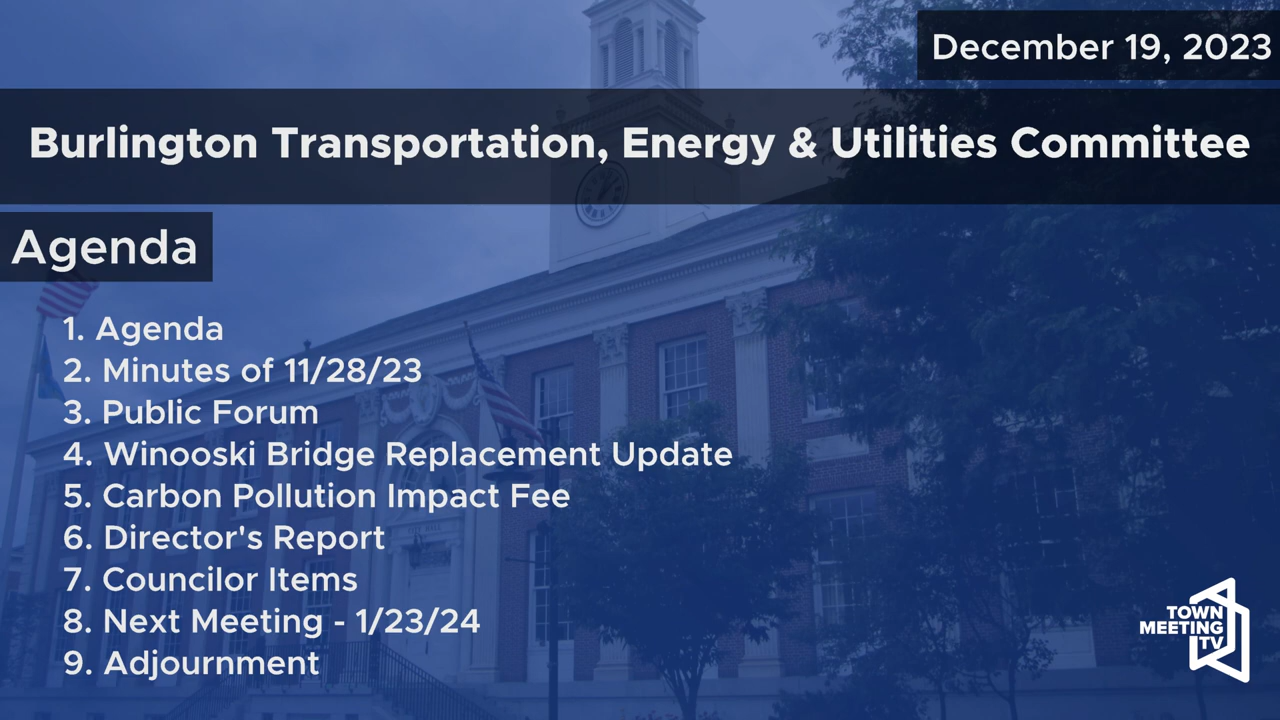 December 19, 2023
Burlington Transportation, Energy & Utilities Committee
Agenda
1. Agenda
2. Minutes of 11/28/23
3. Public Forum
4. Winooski Bridge Replacement Update
5. Carbon Pollution Impact Fee
6. Director's Report
7. Councilor Items
8. Next Meeting - 1/23/24
9. Adjournment
TOWN
MEETING
TV